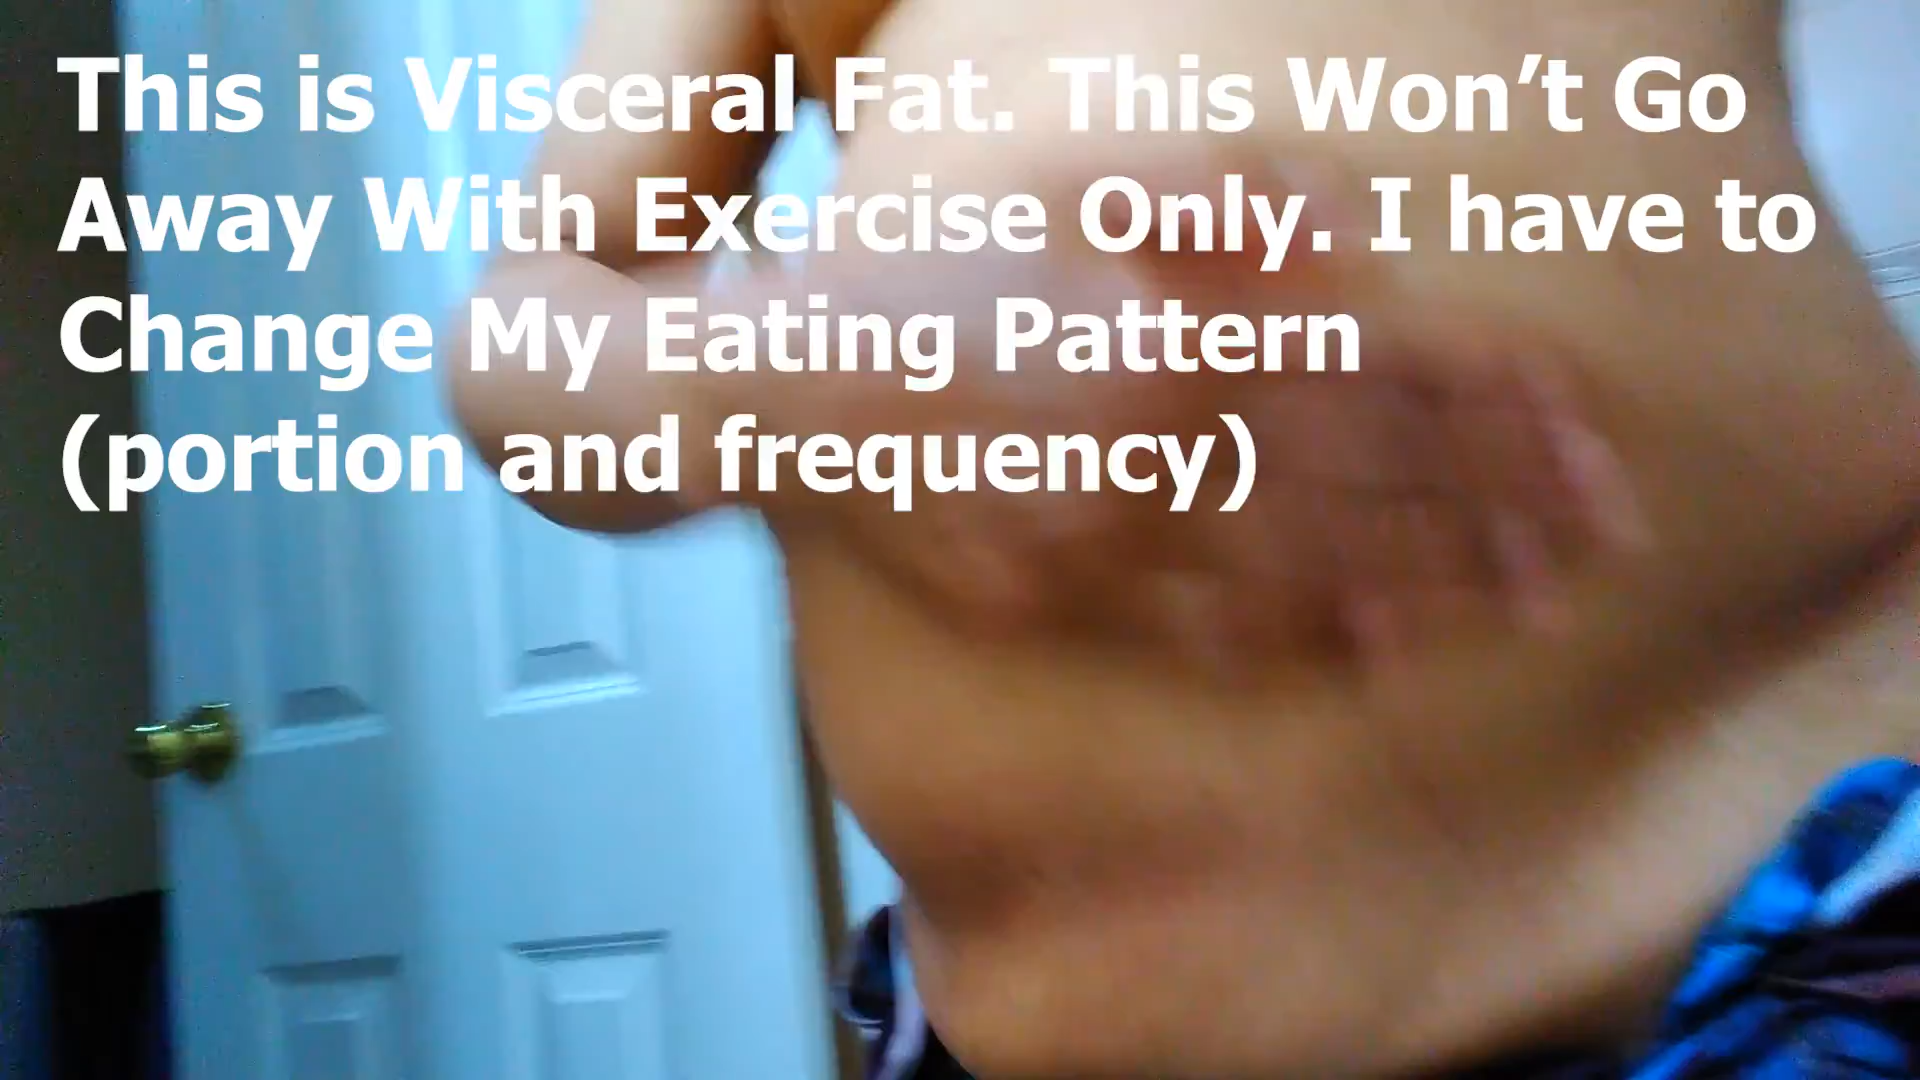 This is Visceral Fat. This Won’t Go
Away With Exercise Only. I have to
Change My Eating Pattern
(portion and frequency)